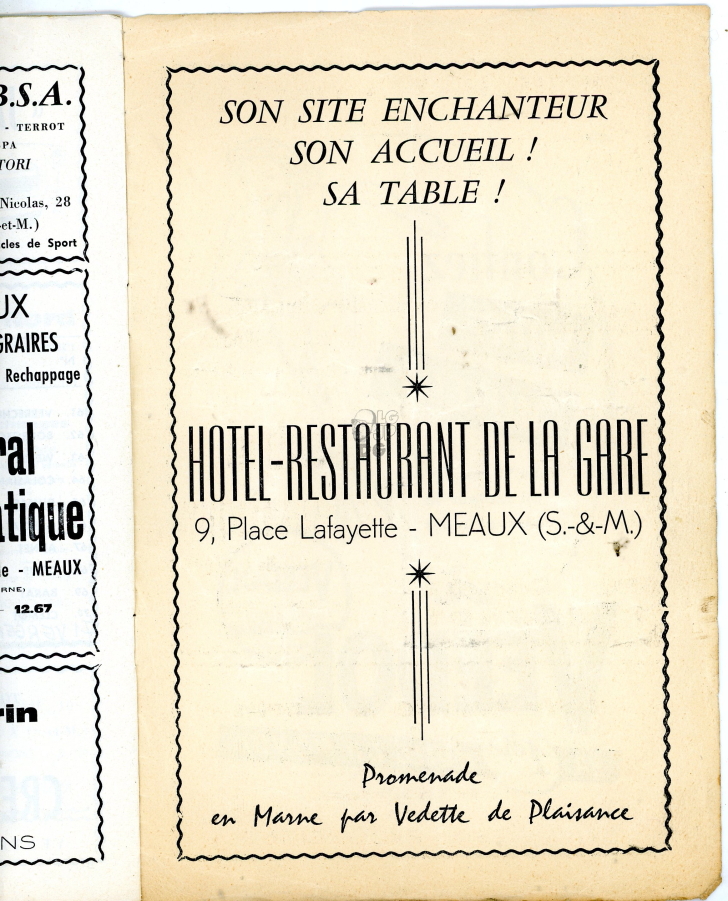 B.S.A.
- TERROT
SPA
TORI
Nicolas, 28
-et-M.)
cles de Sport
UX
GRAIRES
Rechappage
ral
atique
e - MEAUX
RNE)
- 12.67
rin
NS
SON SITE ENCHANTEUR
SON ACCUEIL !
SA TABLE !
HOTEL-RESTAURANT DE LA GARE
9, Place Lafayette - MEAUX (S.-&-M.)
Promenade
en Marne par Vedette de Plaisance